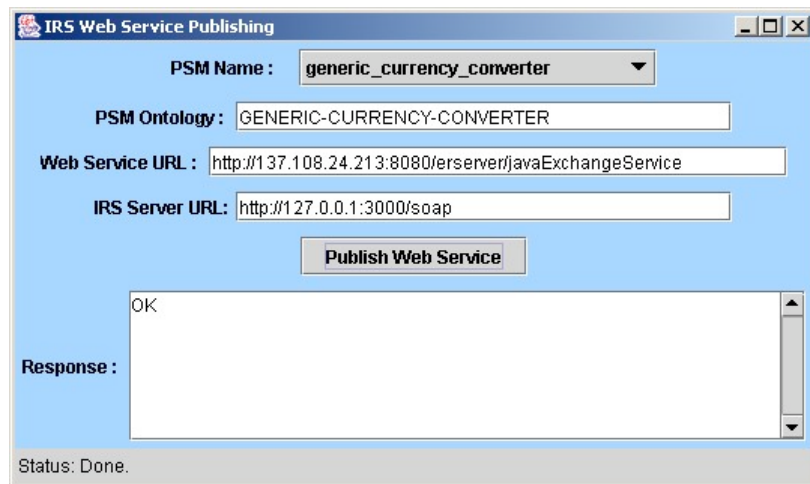 IRS Web Service Publishing
PSM Name : generic_currency_converter
PSM Ontology : GENERIC-CURRENCY-CONVERTER
Web Service URL : http://137.108.24.213:8080/erserver/javaExchangeService
IRS Server URL: http://127.0.0.1:3000/soap
Publish Web Service
OK
Response :
Status: Done.